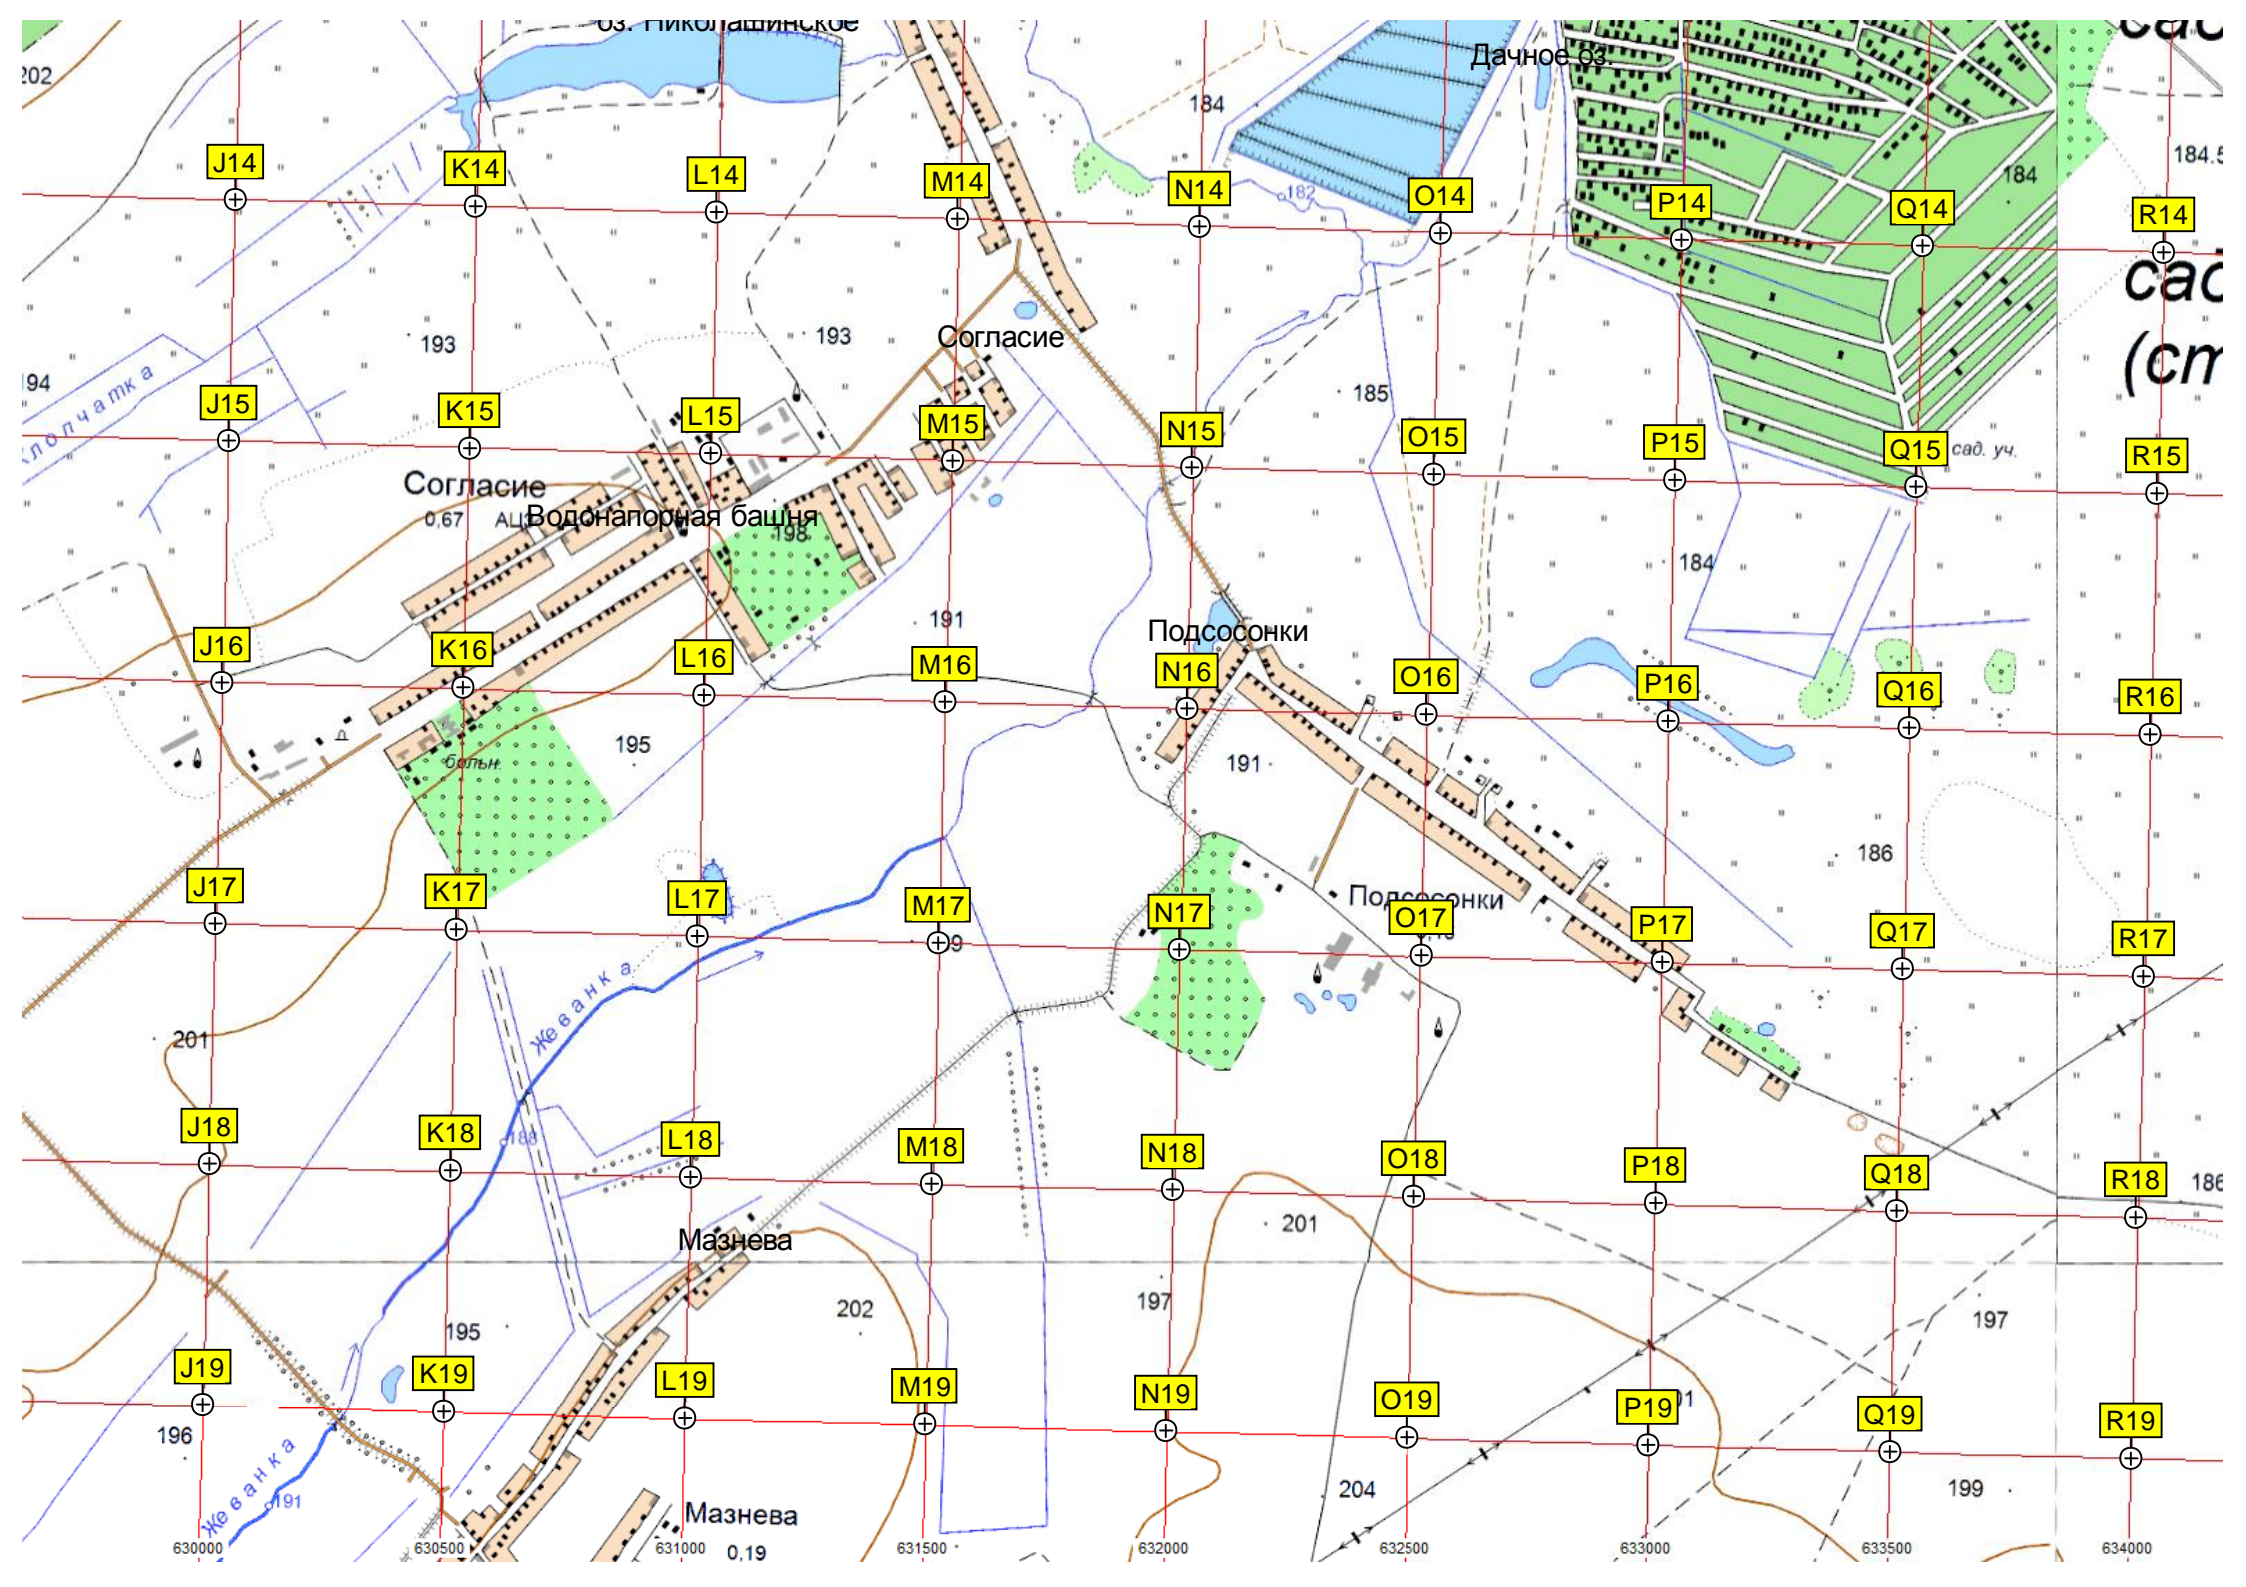 оз. Николашинское
Дачное оз.
202
184
184.5
184
182
J14
K14
L14
M14
N14
O14
P14
Q14
R14
193
193
Согласие
194
185
Хлопчатка
J15
K15
L15
M15
N15
O15
P15
Q15
R15
сад. уч.
Согласие
0,67
Водонапорная башня
198
184
191
Подсосонки
J16
K16
L16
M16
N16
O16
P16
Q16
R16
195
больн.
191
186
J17
K17
L17
M17
N17
Подсосонки
O17
P17
Q17
R17
Жеванка
201
188
J18
K18
L18
M18
N18
O18
P18
Q18
R18
186
201
Мазнева
202
197
197
195
J19
K19
L19
M19
N19
O19
P19
Q19
R19
196
Жеванка
191
204
199
Мазнева
0,19
630000
630500
631000
631500
632000
632500
633000
633500
634000